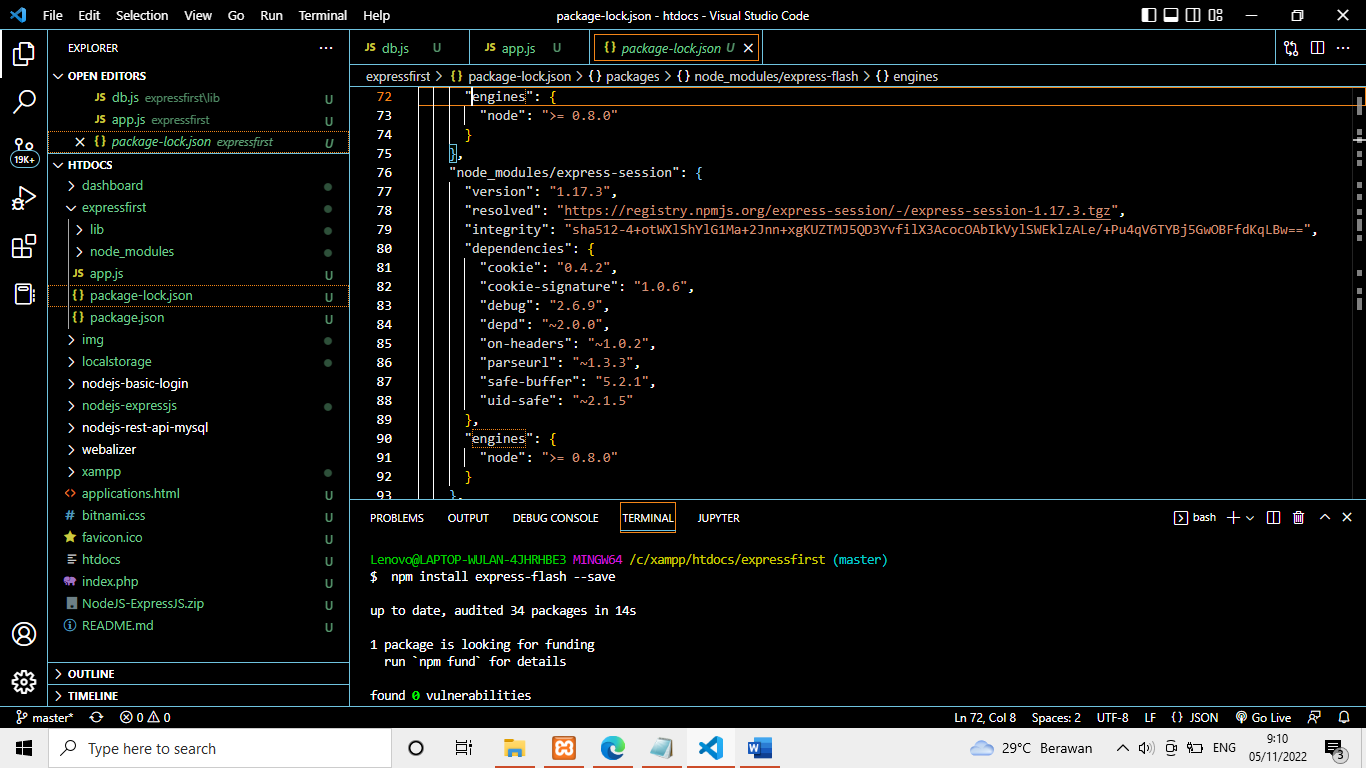 File Edit Selection View Go Run Terminal Help package-lock.json - htdocs - Visual Studio Code
EXPLORER
OPEN EDITORS
JS db.js expressfirst\lib U
JS app.js expressfirst U
{} package-lock.json expressfirst U
HTDOCS
dashboard
expressfirst
lib
node_modules
JS app.js U
{} package-lock.json U
{} package.json U
img
localstorage
nodejs-basic-login
nodejs-expressjs
nodejs-rest-api-mysql
webalizer
xampp
<> applications.html U
# bitnami.css U
favicon.ico U
htdocs U
index.php U
NodeJS-ExpressJS.zip U
README.md U
OUTLINE
TIMELINE
19K+
JS db.js U JS app.js U {} package-lock.json U
expressfirst > {} package-lock.json > {} packages > {} node_modules/express-flash > {} engines
72 "engines": {
73 "node": ">= 0.8.0"
74 }
75 },
76 "node_modules/express-session": {
77 "version": "1.17.3",
78 "resolved": "https://registry.npmjs.org/express-session/-/express-session-1.17.3.tgz",
79 "integrity": "sha512-4+otWXlShYlG1Ma+2Jnn+xgKUZTMJ5QD3YvfilX3AcocOAbIkVylSWEklzALe/+Pu4qV6TYBj5GwOBFfdKqLBw==",
80 "dependencies": {
81 "cookie": "0.4.2",
82 "cookie-signature": "1.0.6",
83 "debug": "2.6.9",
84 "depd": "~2.0.0",
85 "on-headers": "~1.0.2",
86 "parseurl": "~1.3.3",
87 "safe-buffer": "5.2.1",
88 "uid-safe": "~2.1.5"
89 },
90 "engines": {
91 "node": ">= 0.8.0"
92 }
93 },
PROBLEMS OUTPUT DEBUG CONSOLE TERMINAL JUPYTER bash
Lenovo@LAPTOP-WULAN-4JHRHBE3 MINGW64 /c/xampp/htdocs/expressfirst (master)
$ npm install express-flash --save
up to date, audited 34 packages in 14s
1 package is looking for funding
run `npm fund` for details
found 0 vulnerabilities
master* 0 0 Ln 72, Col 8 Spaces: 2 UTF-8 LF {} JSON Go Live
Type here to search 29°C Berawan ENG 9:10
05/11/2022 3